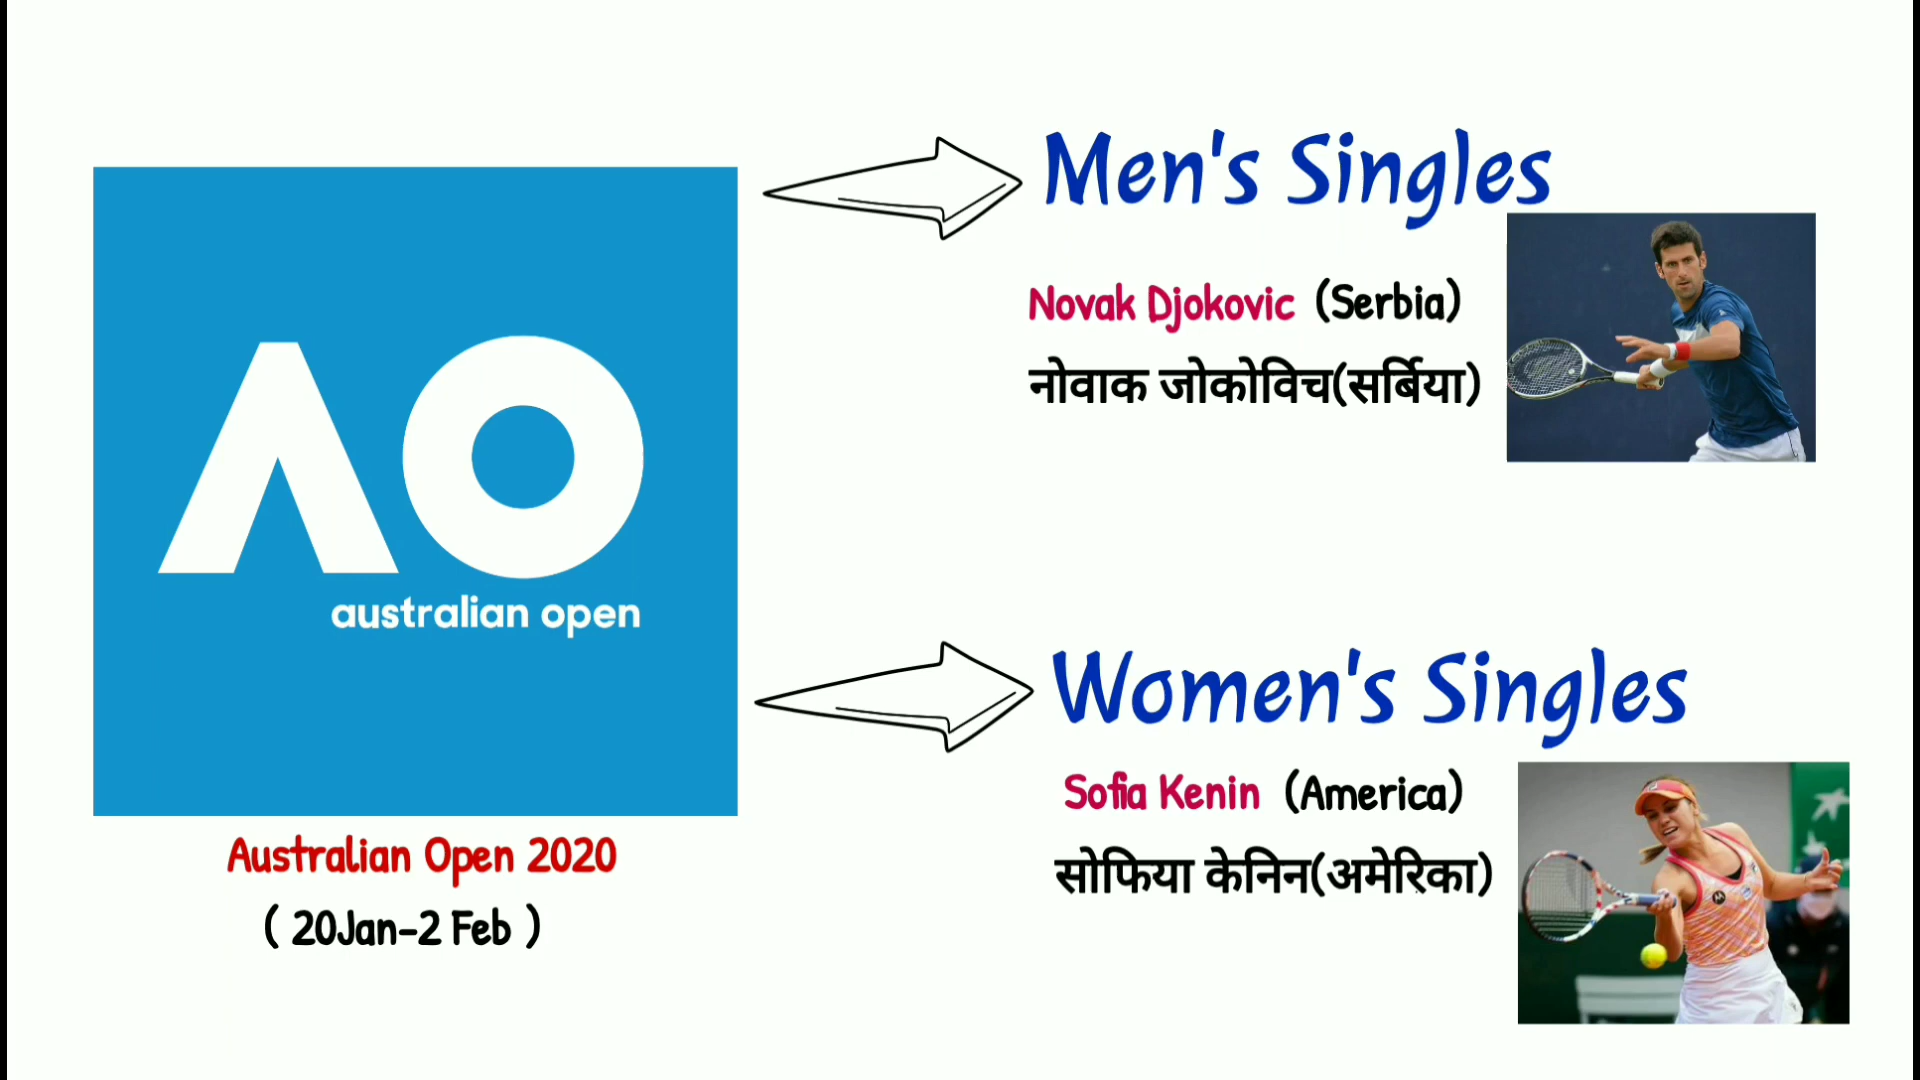 AO
australian open
Australian Open 2020
( 20Jan-2 Feb )
Men's Singles
Novak Djokovic (Serbia)
नोवाक जोकोविच(सर्बिया)
Women's Singles
Sofia Kenin (America)
सोफिया केनिन(अमेरिका)